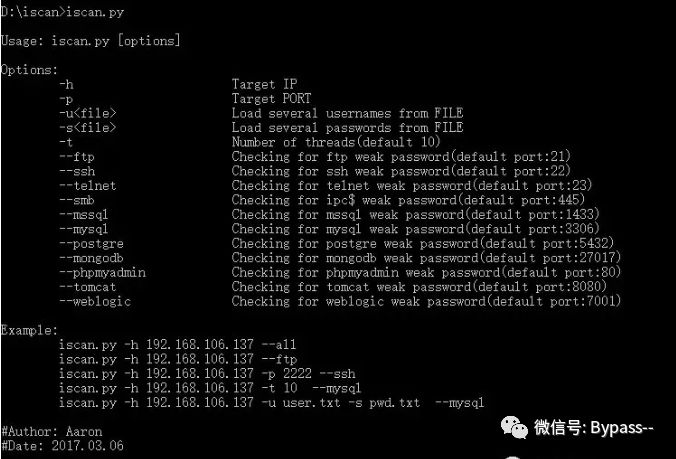 D:\iscan>iscan.py
Usage: iscan.py [options]
Options:
-h Target IP
-p Target PORT
-u<file> Load several usernames from FILE
-s<file> Load several passwords from FILE
-t Number of threads(default 10)
--ftp Checking for ftp weak password(default port:21)
--ssh Checking for ssh weak password(default port:22)
--telnet Checking for telnet weak password(default port:23)
--smb Checking for ipc$ weak password(default port:445)
--mssql Checking for mssql weak password(default port:1433)
--mysql Checking for mysql weak password(default port:3306)
--postgre Checking for postgre weak password(default port:5432)
--mongodb Checking for mongodb weak password(default port:27017)
--phpmyadmin Checking for phpmyadmin weak password(default port:80)
--tomcat Checking for tomcat weak password(default port:8080)
--weblogic Checking for weblogic weak password(default port:7001)
Example:
iscan.py -h 192.168.106.137 --all
iscan.py -h 192.168.106.137 --ftp
iscan.py -h 192.168.106.137 -p 2222 --ssh
iscan.py -h 192.168.106.137 -t 10 --mysql
iscan.py -h 192.168.106.137 -u user.txt -s pwd.txt --mysql
微信号: Bypass--
#Author: Aaron
#Date: 2017.03.06